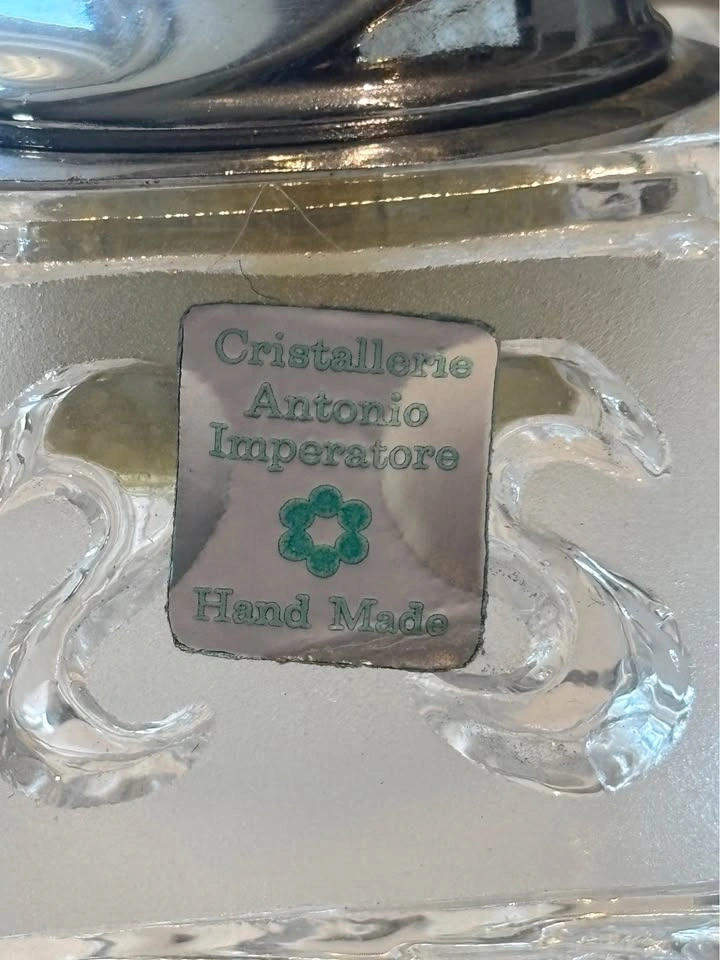 Cristallerie
Antonio
Imperatore
Hand Made